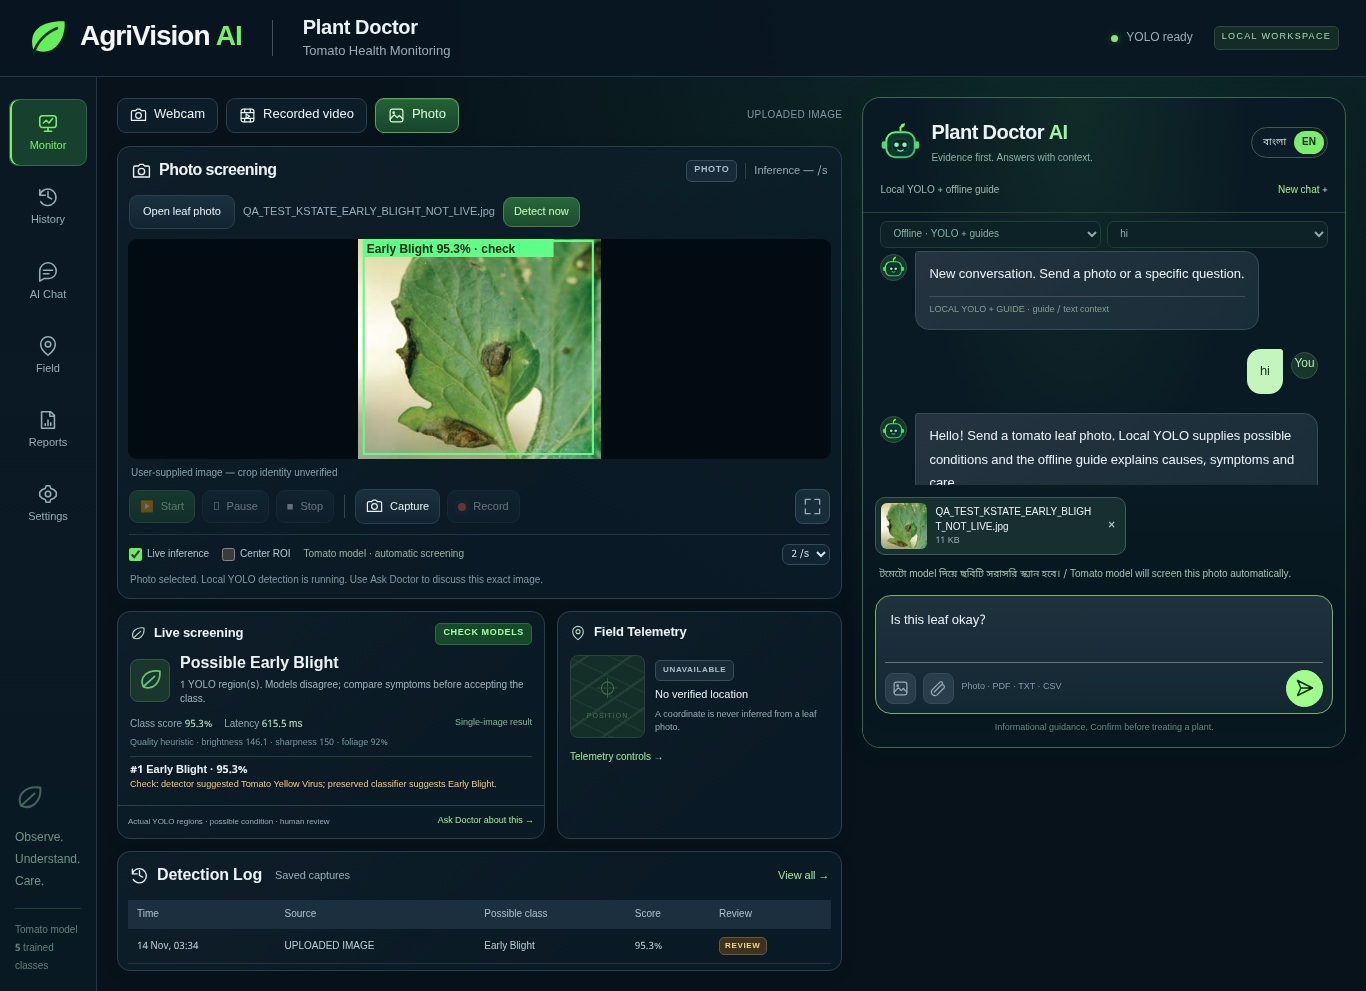 AgriVision AI
Plant Doctor
Tomato Health Monitoring
YOLO ready
LOCAL WORKSPACE
Monitor
History
AI Chat
Field
Reports
Settings
Observe.
Understand.
Care.
Tomato model
5 trained
classes
Webcam
Recorded video
Photo
UPLOADED IMAGE
Photo screening
PHOTO
Inference — /s
Open leaf photo
QA_TEST_KSTATE_EARLY_BLIGHT_NOT_LIVE.jpg
Detect now
Early Blight 95.3% · check
User-supplied image — crop identity unverified
Start
Pause
Stop
Capture
Record
Live inference
Center ROI
Tomato model · automatic screening
2 /s
Photo selected. Local YOLO detection is running. Use Ask Doctor to discuss this exact image.
Live screening
CHECK MODELS
Possible Early Blight
1 YOLO region(s). Models disagree; compare symptoms before accepting the
class.
Class score 95.3% Latency 615.5 ms
Single-image result
Quality heuristic · brightness 146.1 · sharpness 150 · foliage 92%
#1 Early Blight · 95.3%
Check: detector suggested Tomato Yellow Virus; preserved classifier suggests Early Blight.
Actual YOLO regions · possible condition · human review
Ask Doctor about this →
Field Telemetry
POSITION
UNAVAILABLE
No verified location
A coordinate is never inferred from a leaf
photo.
Telemetry controls →
Detection Log
Saved captures
View all →
Time Source Possible class Score Review
14 Nov, 03:34 UPLOADED IMAGE Early Blight 95.3% REVIEW
Plant Doctor AI
Evidence first. Answers with context.
বাংলা
EN
Local YOLO + offline guide
New chat +
Offline · YOLO + guides
hi
New conversation. Send a photo or a specific question.
LOCAL YOLO + GUIDE · guide / text context
hi
You
Hello! Send a tomato leaf photo. Local YOLO supplies possible
conditions and the offline guide explains causes, symptoms and
care.
QA_TEST_KSTATE_EARLY_BLIGH
T_NOT_LIVE.jpg
11 KB
×
টমেটো model দিয়ে ছবিটি সরাসরি স্ক্যান হবে। / Tomato model will screen this photo automatically.
Is this leaf okay?
Photo · PDF · TXT · CSV
Informational guidance. Confirm before treating a plant.